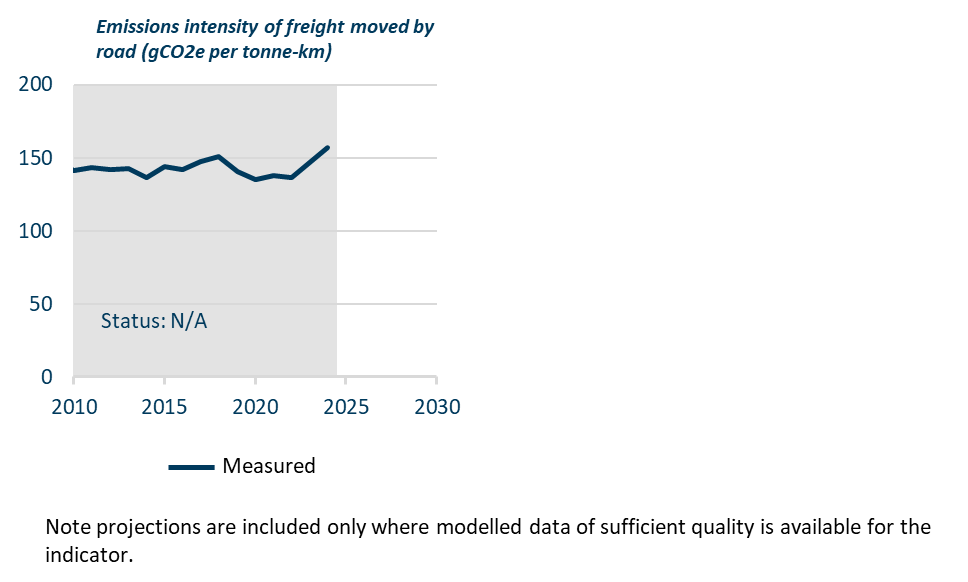 Emissions intensity of freight moved by
road (gCO2e per tonne-km)
200
150
100
50
0
Status: N/A
2010 2015 2020 2025 2030
Measured
Note projections are included only where modelled data of sufficient quality is available for the
indicator.